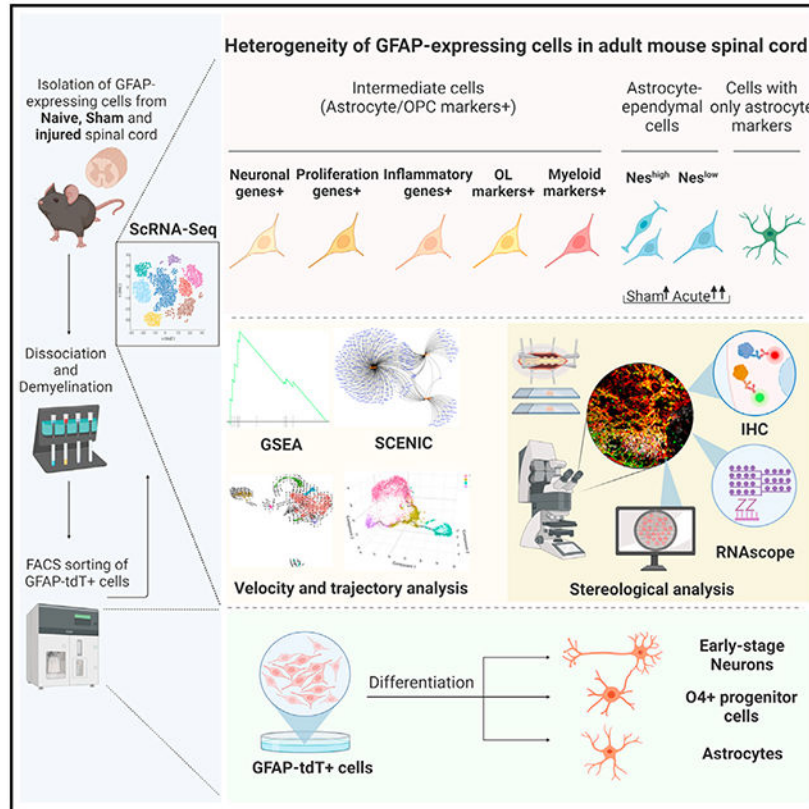 Heterogeneity of GFAP-expressing cells in adult mouse spinal cord
Isolation of GFAP-
expressing cells from
Naive, Sham and
injured spinal cord
ScRNA-Seq
Dissociation and
Demyelination
FACS sorting of
GFAP-tdT+ cells
Intermediate cells
(Astrocyte/OPC markers+)
Astrocyte-
ependymal
cells
Cells with
only astrocyte
markers
Neuronal
genes+
Proliferation
genes+
Inflammatory
genes+
OL
markers+
Myeloid
markers+
Nes^high
Nes^low
Sham↑ Acute↑↑
GSEA
SCENIC
Velocity and trajectory analysis
IHC
RNAscope
Stereological analysis
GFAP-tdT+ cells
Differentiation
Early-stage
Neurons
O4+ progenitor
cells
Astrocytes